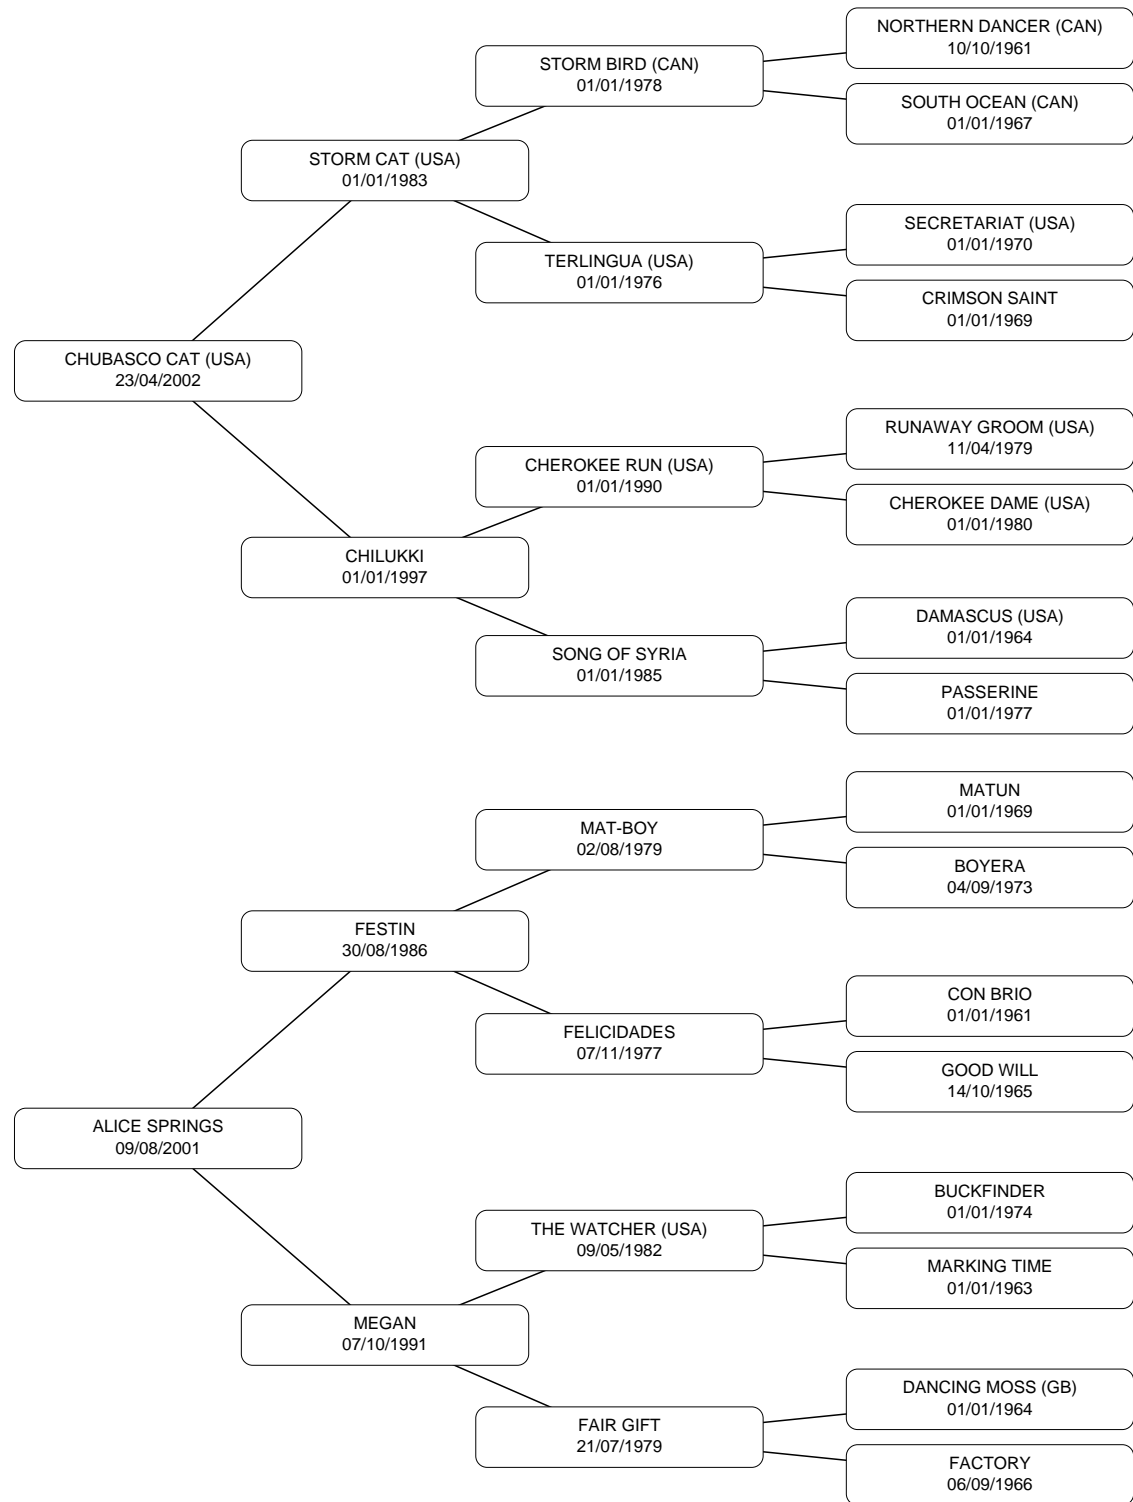 NORTHERN DANCER (CAN)
10/10/1961
STORM BIRD (CAN)
01/01/1978
SOUTH OCEAN (CAN)
01/01/1967
STORM CAT (USA)
01/01/1983
SECRETARIAT (USA)
01/01/1970
TERLINGUA (USA)
01/01/1976
CRIMSON SAINT
01/01/1969
CHUBASCO CAT (USA)
23/04/2002
RUNAWAY GROOM (USA)
11/04/1979
CHEROKEE RUN (USA)
01/01/1990
CHEROKEE DAME (USA)
01/01/1980
CHILUKKI
01/01/1997
DAMASCUS (USA)
01/01/1964
SONG OF SYRIA
01/01/1985
PASSERINE
01/01/1977
MATUN
01/01/1969
MAT-BOY
02/08/1979
BOYERA
04/09/1973
FESTIN
30/08/1986
CON BRIO
01/01/1961
FELICIDADES
07/11/1977
GOOD WILL
14/10/1965
ALICE SPRINGS
09/08/2001
BUCKFINDER
01/01/1974
THE WATCHER (USA)
09/05/1982
MARKING TIME
01/01/1963
MEGAN
07/10/1991
DANCING MOSS (GB)
01/01/1964
FAIR GIFT
21/07/1979
FACTORY
06/09/1966